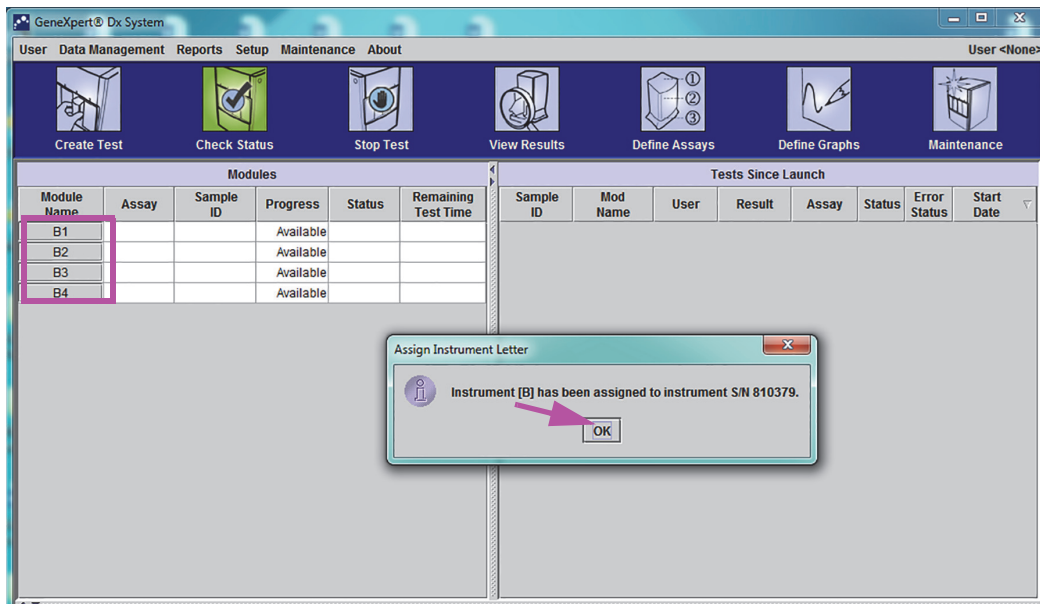 GeneXpert® Dx System
User Data Management Reports Setup Maintenance About User <None>
Create Test Check Status Stop Test View Results Define Assays Define Graphs Maintenance
Modules
Module Name Assay Sample ID Progress Status Remaining Test Time
B1 Available
B2 Available
B3 Available
B4 Available
Tests Since Launch
Sample ID Mod Name User Result Assay Status Error Status Start Date
Assign Instrument Letter
Instrument [B] has been assigned to instrument S/N 810379.
OK